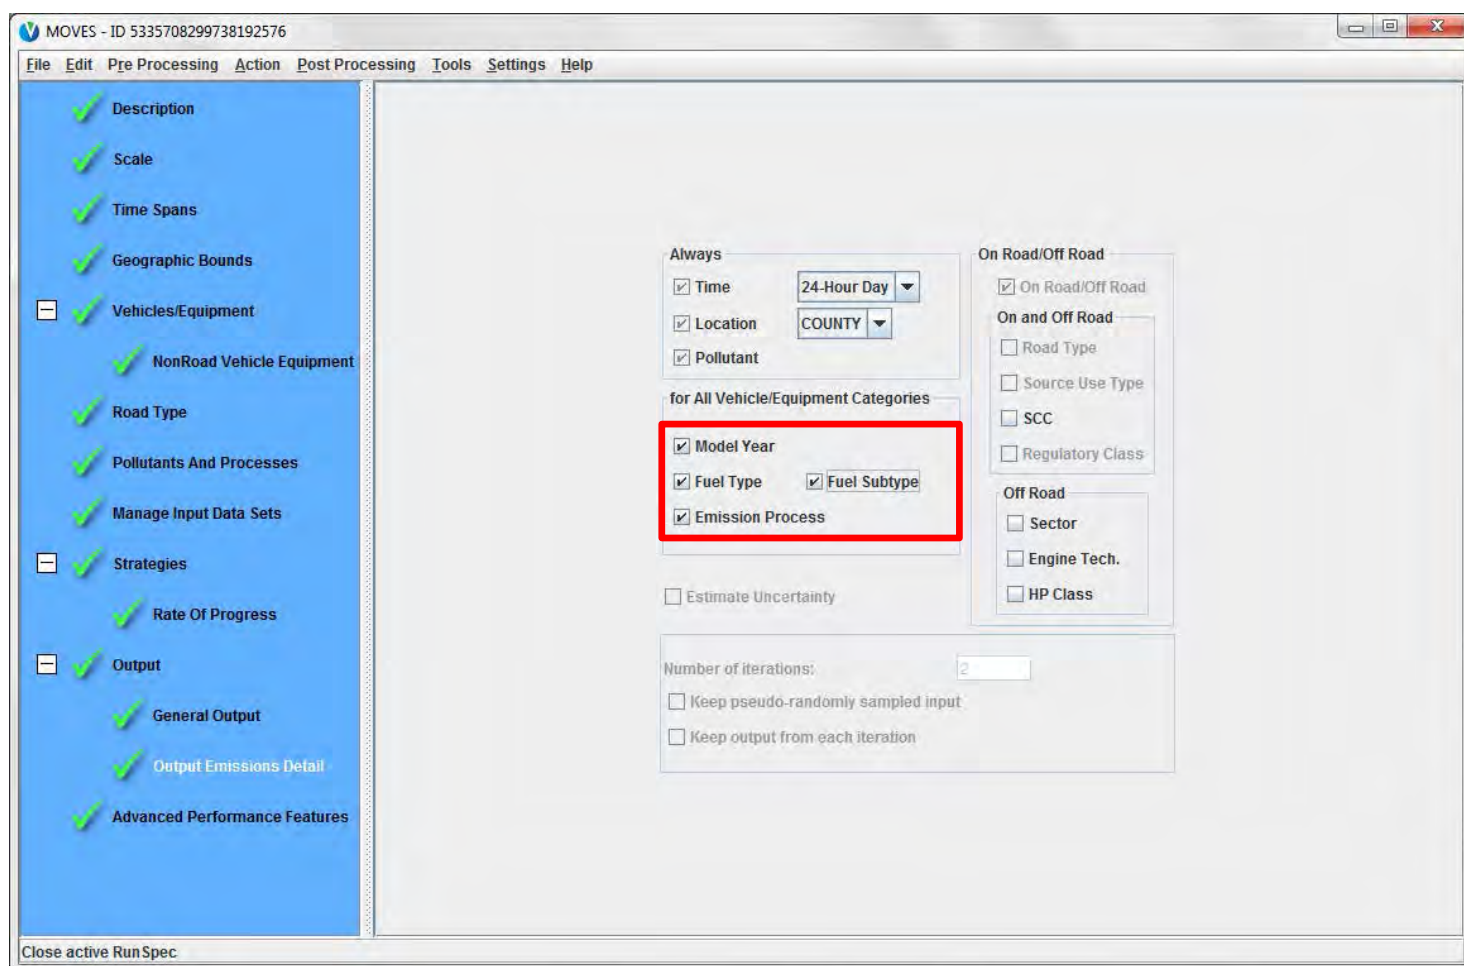 MOVES - ID 5335708299738192576
File Edit Pre Processing Action Post Processing Tools Settings Help
Description
Scale
Time Spans
Geographic Bounds
Vehicles/Equipment
NonRoad Vehicle Equipment
Road Type
Pollutants And Processes
Manage Input Data Sets
Strategies
Rate Of Progress
Output
General Output
Output Emissions Detail
Advanced Performance Features
Always
Time 24-Hour Day
Location COUNTY
Pollutant
for All Vehicle/Equipment Categories
Model Year
Fuel Type Fuel Subtype
Emission Process
Estimate Uncertainty
On Road/Off Road
On Road/Off Road
On and Off Road
Road Type
Source Use Type
SCC
Regulatory Class
Off Road
Sector
Engine Tech.
HP Class
Number of iterations: 2
Keep pseudo-randomly sampled input
Keep output from each iteration
Close active RunSpec